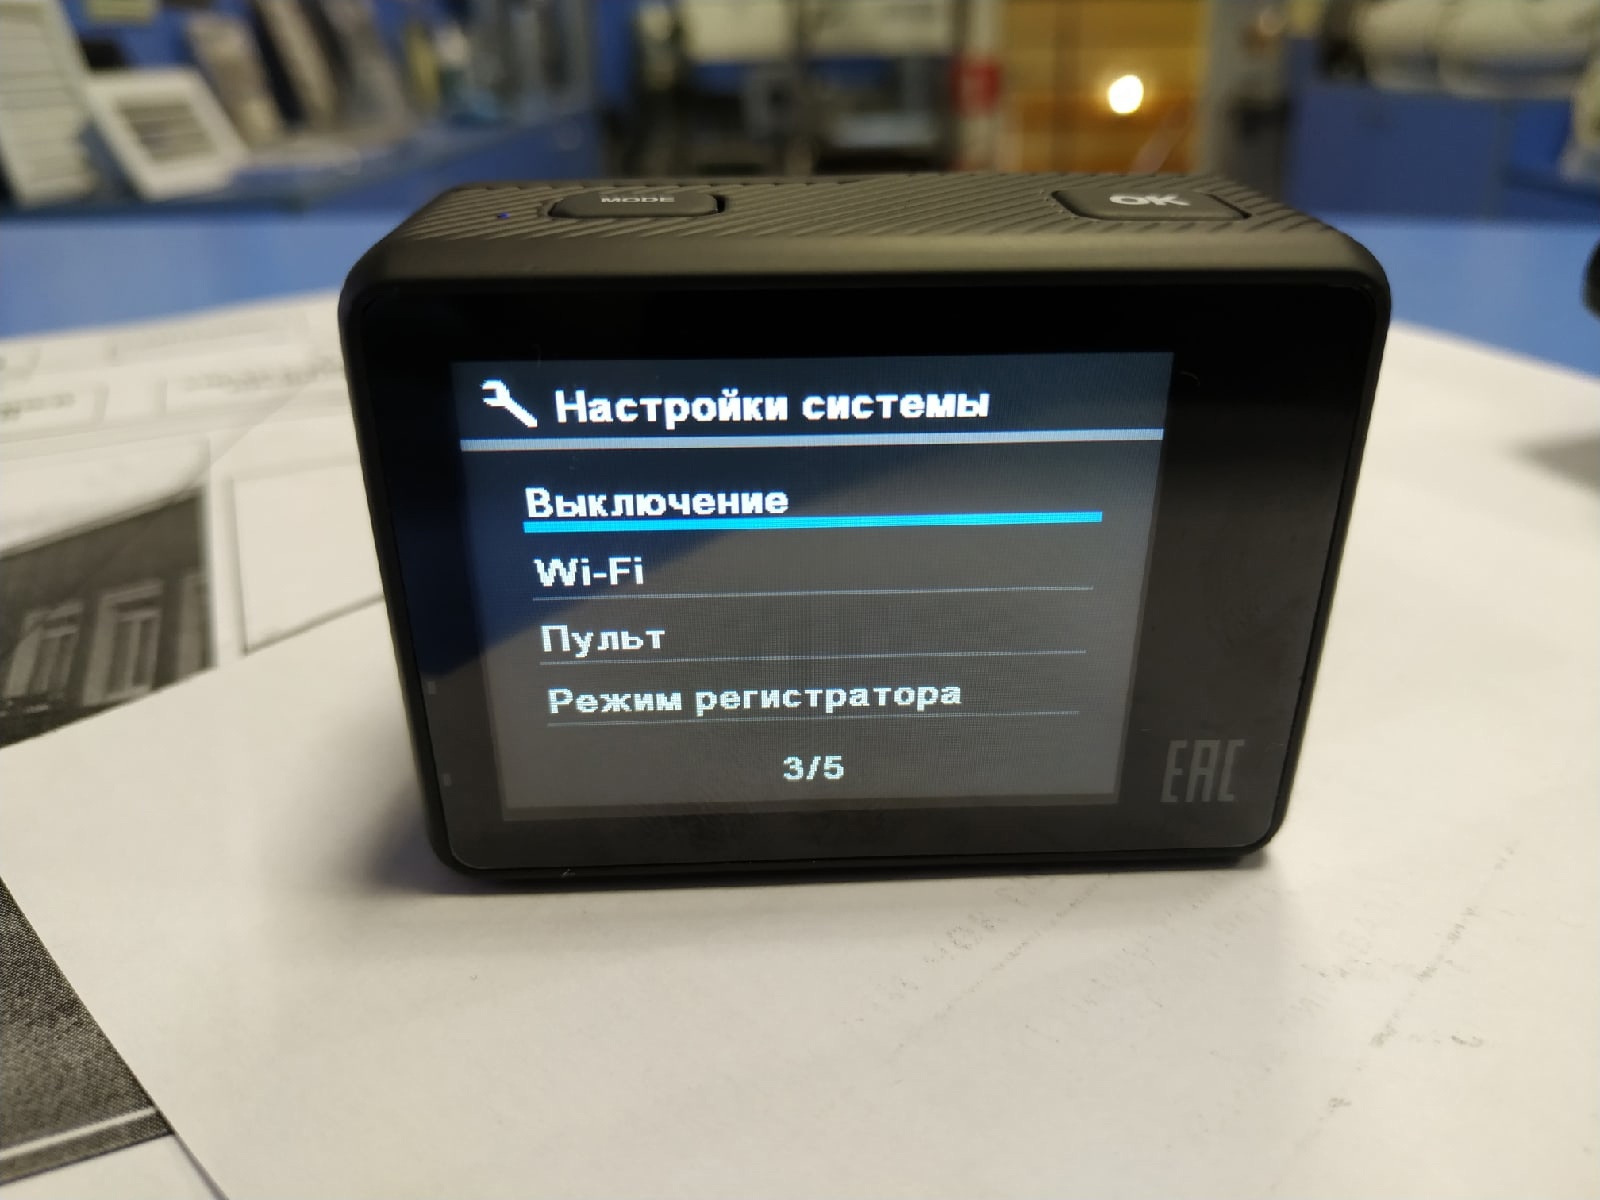 MODE
OK
Настройки системы
Выключение
Wi-Fi
Пульт
Режим регистратора
3/5
EAC